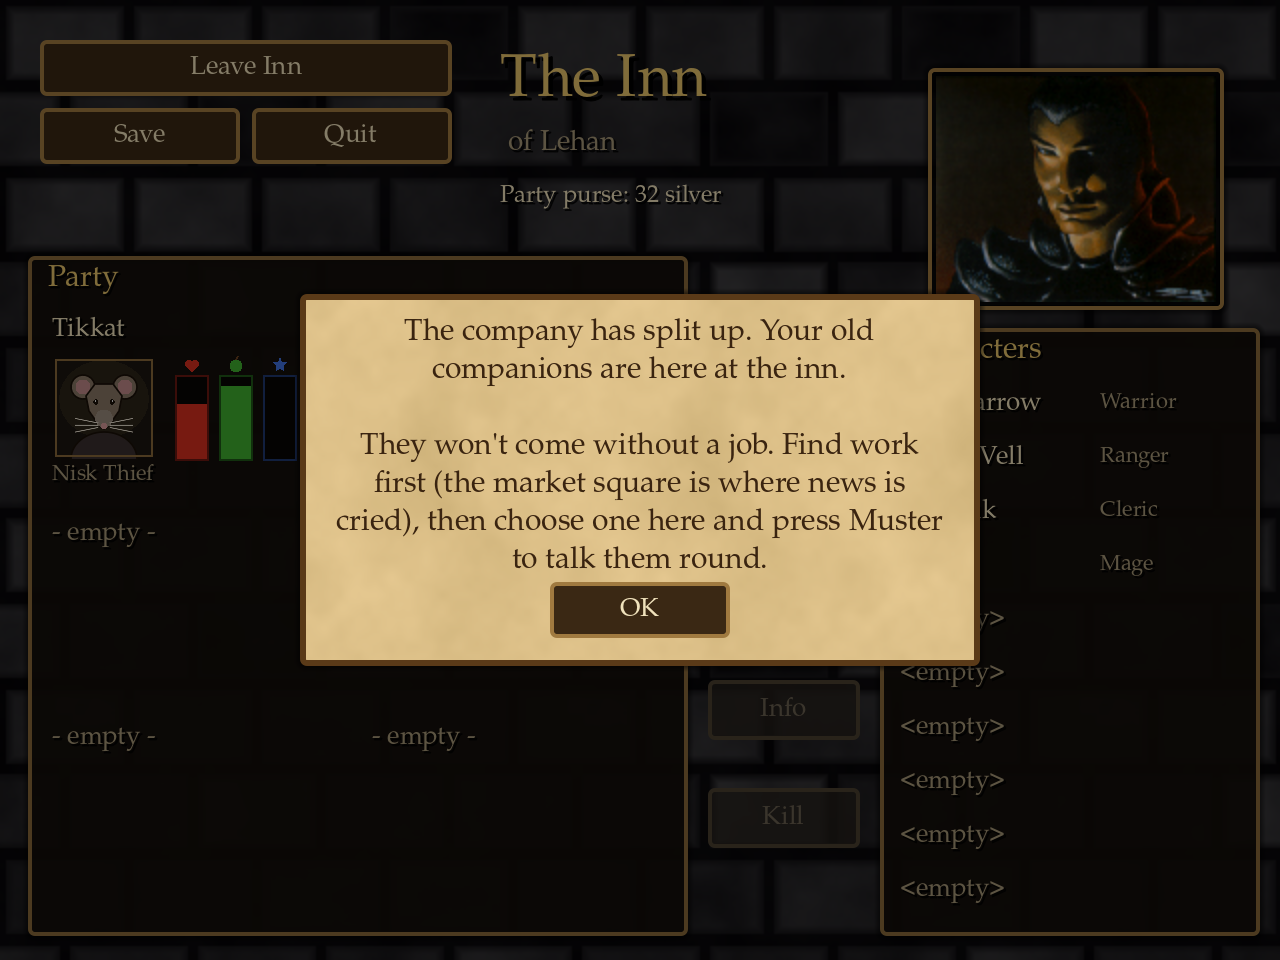 Leave Inn
Save
Quit
The Inn
of Lehan
Party purse: 32 silver
Party
Tikkat
Nisk Thief
- empty -
- empty -
- empty -
The company has split up. Your old
companions are here at the inn.
They won't come without a job. Find work
first (the market square is where news is
cried), then choose one here and press Muster
to talk them round.
OK
Info
Kill
Warrior
Vell
Ranger
Cleric
Mage
<empty>
<empty>
<empty>
<empty>
<empty>